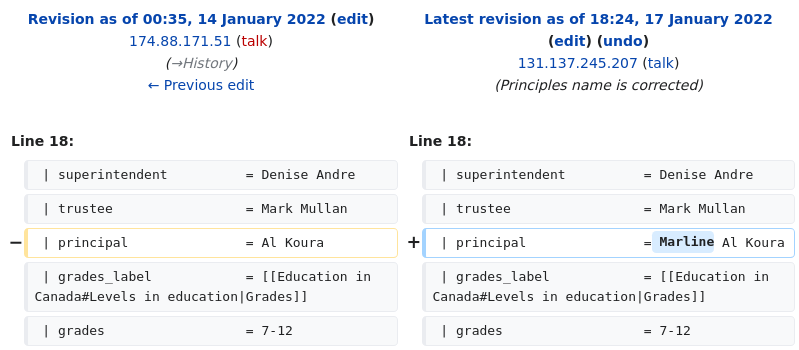 Revision as of 00:35, 14 January 2022 (edit)
174.88.171.51 (talk)
(→History)
← Previous edit
Latest revision as of 18:24, 17 January 2022
(edit) (undo)
131.137.245.207 (talk)
(Principles name is corrected)
Line 18:
Line 18:
| superintendent = Denise Andre
| superintendent = Denise Andre
| trustee = Mark Mullan
| trustee = Mark Mullan
− | principal = Al Koura
+ | principal = Marline Al Koura
| grades_label = [[Education in
Canada#Levels in education|Grades]]
| grades_label = [[Education in
Canada#Levels in education|Grades]]
| grades = 7-12
| grades = 7-12